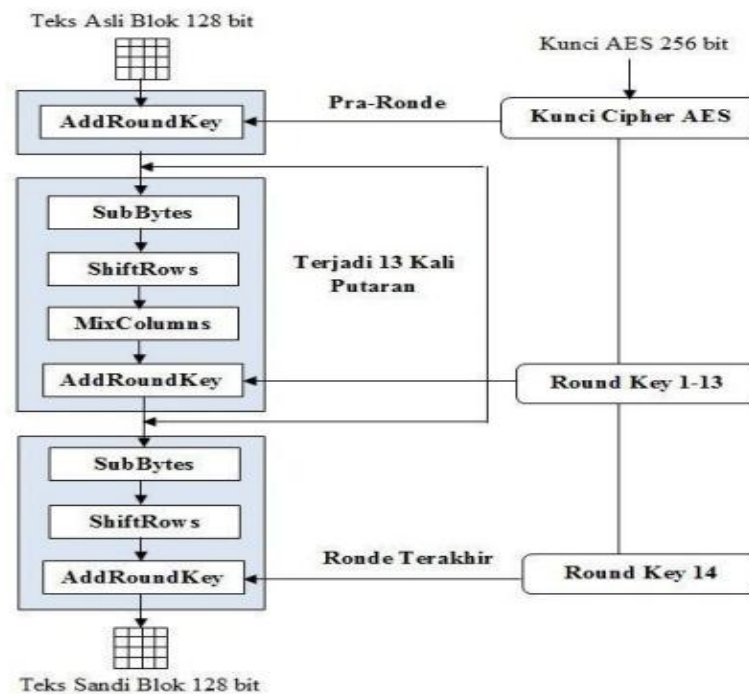 Teks Asli Blok 128 bit
Kunci AES 256 bit
AddRoundKey
Pra-Ronde
Kunci Cipher AES
SubBytes
ShiftRows
MixColumns
AddRoundKey
Terjadi 13 Kali
Putaran
Round Key 1-13
SubBytes
ShiftRows
AddRoundKey
Ronde Terakhir
Round Key 14
Teks Sandi Blok 128 bit